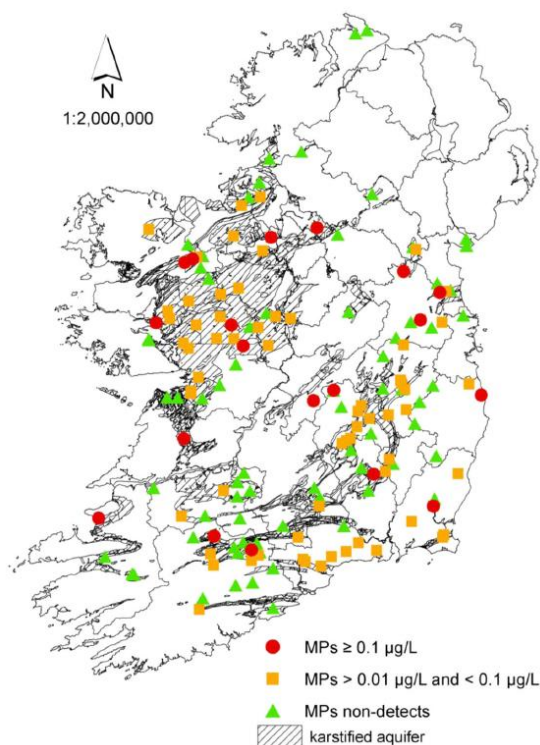 N
1:2,000,000
MPs ≥ 0.1 µg/L
MPs > 0.01 µg/L and < 0.1 µg/L
MPs non-detects
karstified aquifer